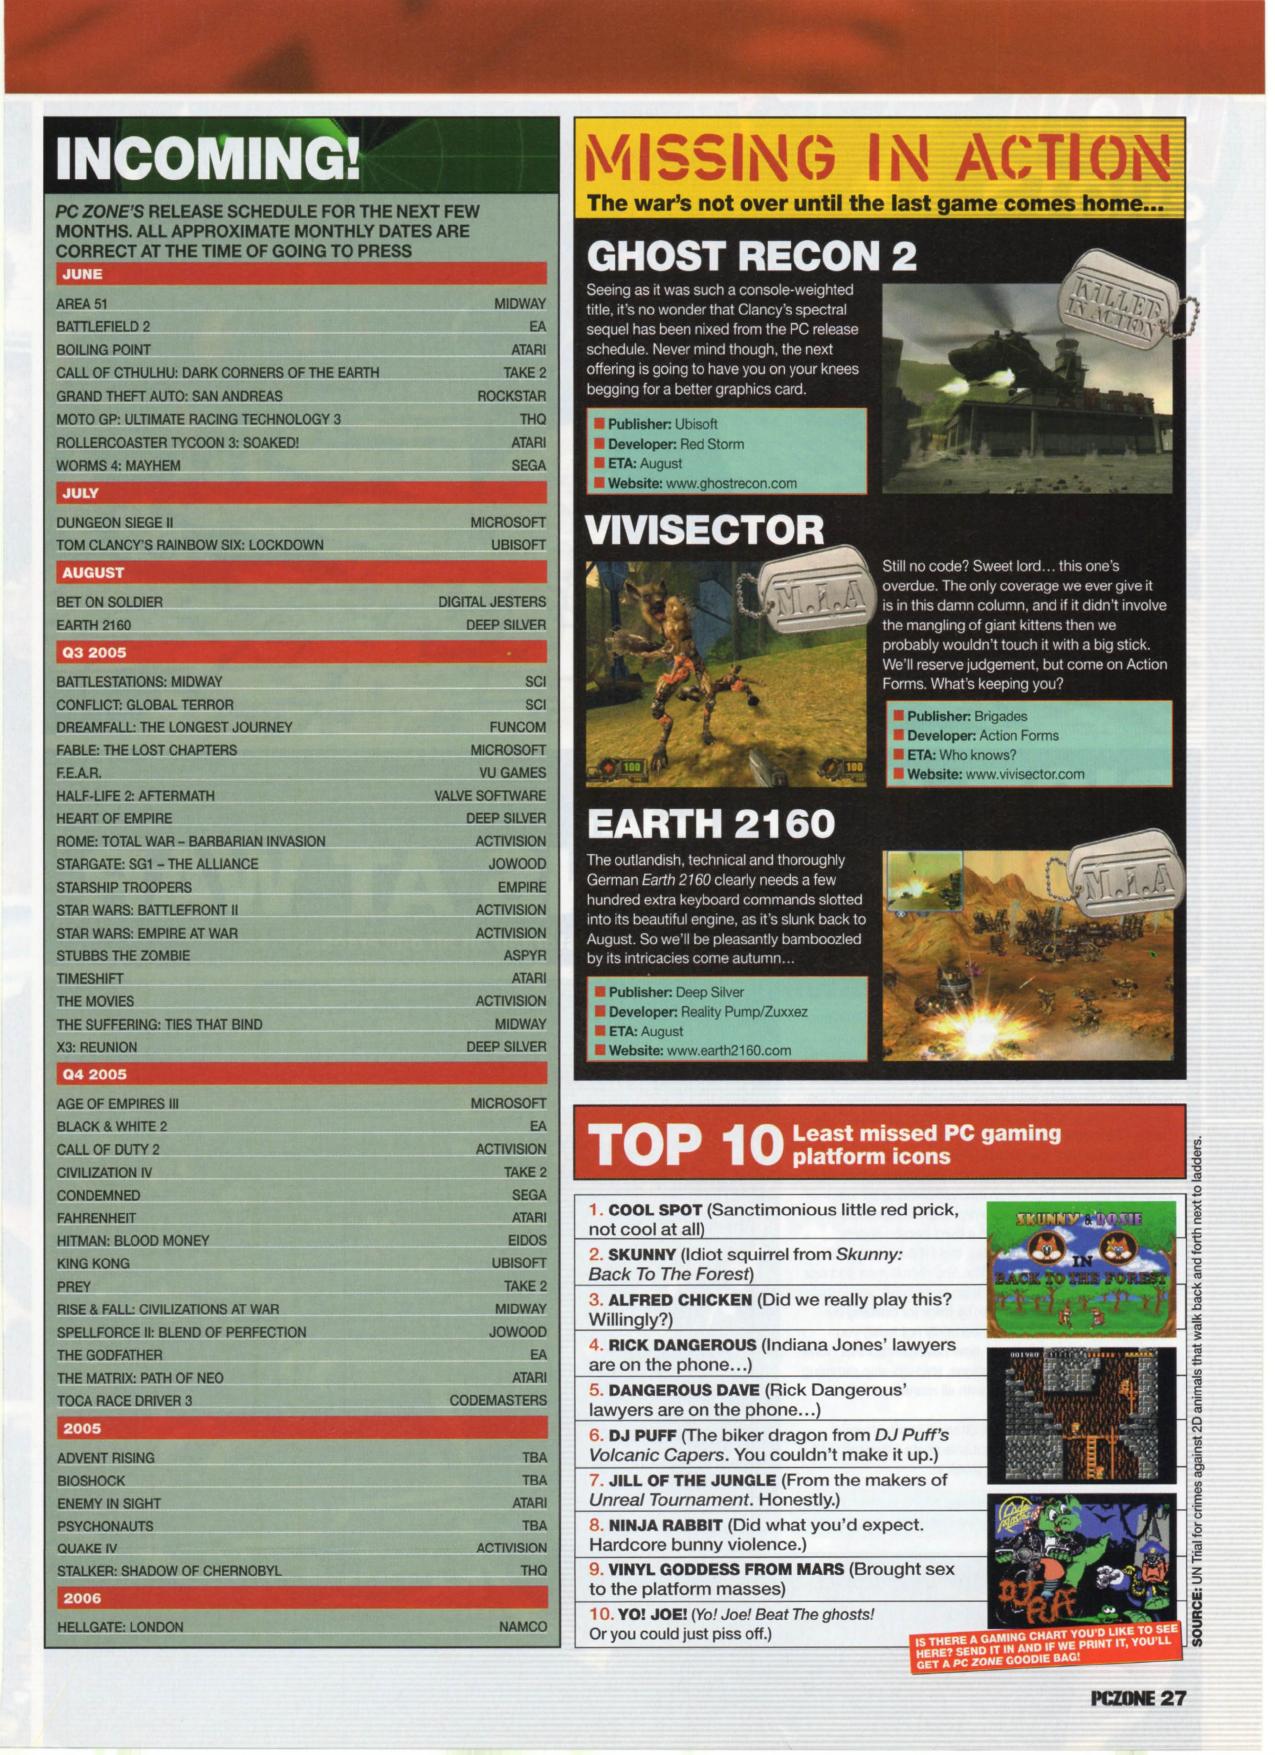 INCOMING!
PC ZONE'S RELEASE SCHEDULE FOR THE NEXT FEW
MONTHS. ALL APPROXIMATE MONTHLY DATES ARE
CORRECT AT THE TIME OF GOING TO PRESS
JUNE
AREA 51 MIDWAY
BATTLEFIELD 2 EA
BOILING POINT ATARI
CALL OF CTHULHU: DARK CORNERS OF THE EARTH TAKE 2
GRAND THEFT AUTO: SAN ANDREAS ROCKSTAR
MOTO GP: ULTIMATE RACING TECHNOLOGY 3 THQ
ROLLERCOASTER TYCOON 3: SOAKED! ATARI
WORMS 4: MAYHEM SEGA
JULY
DUNGEON SIEGE II MICROSOFT
TOM CLANCY'S RAINBOW SIX: LOCKDOWN UBISOFT
AUGUST
BET ON SOLDIER DIGITAL JESTERS
EARTH 2160 DEEP SILVER
Q3 2005
BATTLESTATIONS: MIDWAY SCI
CONFLICT: GLOBAL TERROR SCI
DREAMFALL: THE LONGEST JOURNEY FUNCOM
FABLE: THE LOST CHAPTERS MICROSOFT
F.E.A.R. VU GAMES
HALF-LIFE 2: AFTERMATH VALVE SOFTWARE
HEART OF EMPIRE DEEP SILVER
ROME: TOTAL WAR – BARBARIAN INVASION ACTIVISION
STARGATE: SG1 – THE ALLIANCE JOWOOD
STARSHIP TROOPERS EMPIRE
STAR WARS: BATTLEFRONT II ACTIVISION
STAR WARS: EMPIRE AT WAR ACTIVISION
STUBBS THE ZOMBIE ASPYR
TIMESHIFT ATARI
THE MOVIES ACTIVISION
THE SUFFERING: TIES THAT BIND MIDWAY
X3: REUNION DEEP SILVER
Q4 2005
AGE OF EMPIRES III MICROSOFT
BLACK & WHITE 2 EA
CALL OF DUTY 2 ACTIVISION
CIVILIZATION IV TAKE 2
CONDEMNED SEGA
FAHRENHEIT ATARI
HITMAN: BLOOD MONEY EIDOS
KING KONG UBISOFT
PREY TAKE 2
RISE & FALL: CIVILIZATIONS AT WAR MIDWAY
SPELLFORCE II: BLEND OF PERFECTION JOWOOD
THE GODFATHER EA
THE MATRIX: PATH OF NEO ATARI
TOCA RACE DRIVER 3 CODEMASTERS
2005
ADVENT RISING TBA
BIOSHOCK TBA
ENEMY IN SIGHT ATARI
PSYCHONAUTS TBA
QUAKE IV ACTIVISION
STALKER: SHADOW OF CHERNOBYL THQ
2006
HELLGATE: LONDON NAMCO
MISSING IN ACTION
The war's not over until the last game comes home...
GHOST RECON 2
Seeing as it was such a console-weighted
title, it's no wonder that Clancy's spectral
sequel has been nixed from the PC release
schedule. Never mind though, the next
offering is going to have you on your knees
begging for a better graphics card.
Publisher: Ubisoft
Developer: Red Storm
ETA: August
Website: www.ghostrecon.com
KILLED
IN ACTION
VIVISECTOR
M.I.A
100
100
Still no code? Sweet lord... this one's
overdue. The only coverage we ever give it
is in this damn column, and if it didn't involve
the mangling of giant kittens then we
probably wouldn't touch it with a big stick.
We'll reserve judgement, but come on Action
Forms. What's keeping you?
Publisher: Brigades
Developer: Action Forms
ETA: Who knows?
Website: www.vivisector.com
EARTH 2160
The outlandish, technical and thoroughly
German Earth 2160 clearly needs a few
hundred extra keyboard commands slotted
into its beautiful engine, as it's slunk back to
August. So we'll be pleasantly bamboozled
by its intricacies come autumn...
Publisher: Deep Silver
Developer: Reality Pump/Zuxxez
ETA: August
Website: www.earth2160.com
M.I.A
TOP 10 Least missed PC gaming
platform icons
1. COOL SPOT (Sanctimonious little red prick,
not cool at all)
2. SKUNNY (Idiot squirrel from Skunny:
Back To The Forest)
3. ALFRED CHICKEN (Did we really play this?
Willingly?)
4. RICK DANGEROUS (Indiana Jones' lawyers
are on the phone...)
5. DANGEROUS DAVE (Rick Dangerous'
lawyers are on the phone...)
6. DJ PUFF (The biker dragon from DJ Puff's
Volcanic Capers. You couldn't make it up.)
7. JILL OF THE JUNGLE (From the makers of
Unreal Tournament. Honestly.)
8. NINJA RABBIT (Did what you'd expect.
Hardcore bunny violence.)
9. VINYL GODDESS FROM MARS (Brought sex
to the platform masses)
10. YO! JOE! (Yo! Joe! Beat The ghosts!
Or you could just piss off.)
SKUNNY & ROSIE
IN
BACK TO THE FOREST
001980
Code
Masters
DJ
PUFF
IS THERE A GAMING CHART YOU'D LIKE TO SEE
HERE? SEND IT IN AND IF WE PRINT IT, YOU'LL
GET A PC ZONE GOODIE BAG!
SOURCE: UN Trial for crimes against 2D animals that walk back and forth next to ladders.
PCZONE 27